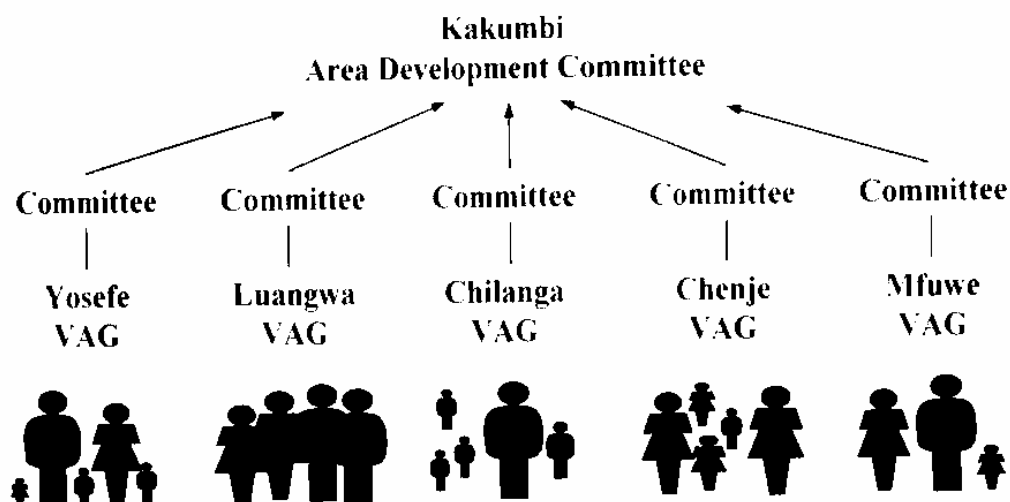 Kakumbi
Area Development Committee
Committee
Committee
Committee
Committee
Committee
Yosefe
VAG
Luangwa
VAG
Chilanga
VAG
Chenje
VAG
Mfuwe
VAG